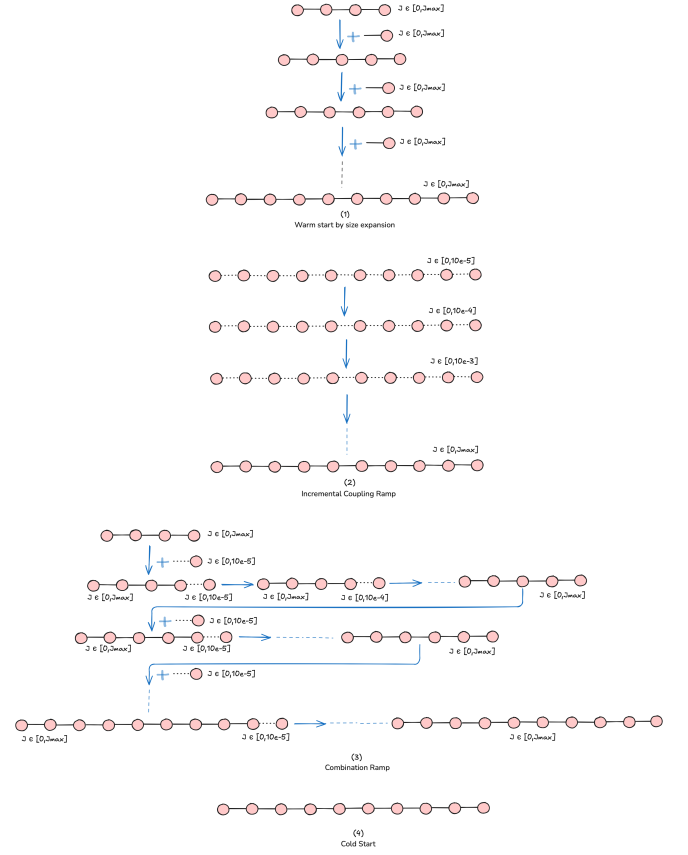 J ∈ [0,Jmax]
+ J ∈ [0,Jmax]
+ J ∈ [0,Jmax]
+ J ∈ [0,Jmax]
J ∈ [0,Jmax]
(1)
Warm start by size expansion
J ∈ [0,10e-5]
J ∈ [0,10e-4]
J ∈ [0,10e-3]
J ∈ [0,Jmax]
(2)
Incremental Coupling Ramp
J ∈ [0,Jmax]
+ J ∈ [0,10e-5]
J ∈ [0,Jmax] J ∈ [0,10e-5] J ∈ [0,Jmax] J ∈ [0,10e-4] J ∈ [0,Jmax]
+ J ∈ [0,10e-5]
J ∈ [0,Jmax] J ∈ [0,10e-5] J ∈ [0,Jmax]
+ J ∈ [0,10e-5]
J ∈ [0,Jmax] J ∈ [0,10e-5] J ∈ [0,Jmax]
(3)
Combination Ramp
(4)
Cold Start